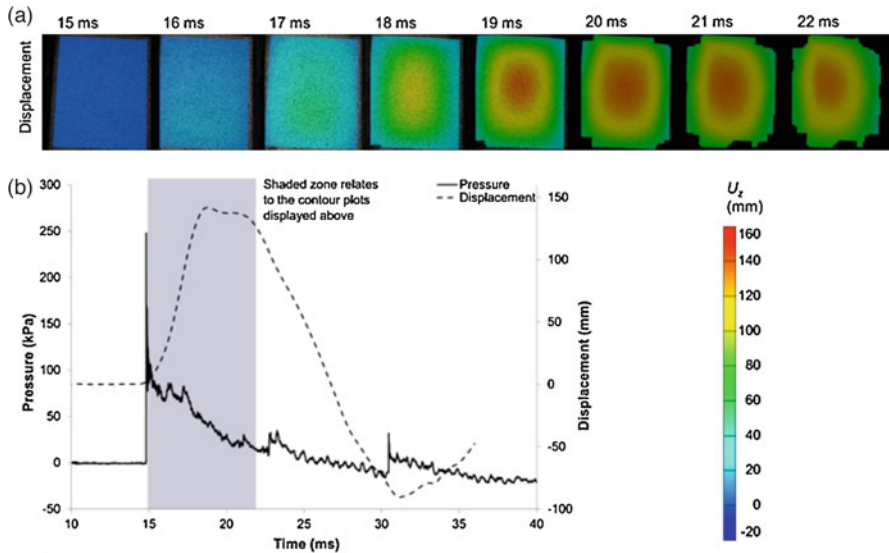 (a)
15 ms 16 ms 17 ms 18 ms 19 ms 20 ms 21 ms 22 ms
Displacement
(b)
300
250
200
150
100
50
0
-50
Pressure (kPa)
Shaded zone relates
to the contour plots
displayed above
Pressure
Displacement
150
100
50
0
-50
-100
Displacement (mm)
10 15 20 25 30 35 40
Time (ms)
Uz
(mm)
160
140
120
100
80
60
40
20
0
-20